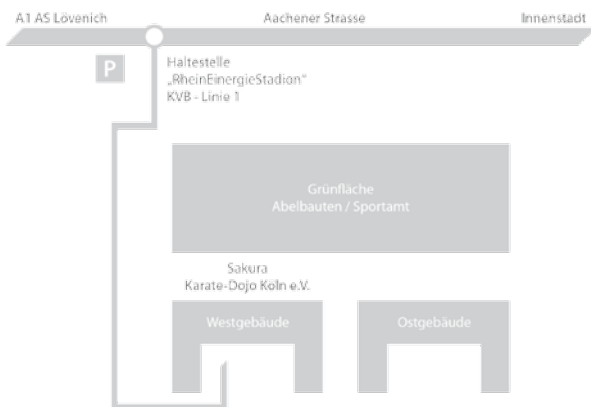 A1 AS Lövenich
Aachener Strasse
Innenstadt
P
Haltestelle
„RheinEinergieStadion"
KVB - Linie 1
Grünfläche
Abelbauten / Sportamt
Sakura
Karate-Dojo Köln e.V.
Westgebäude
Ostgebäude